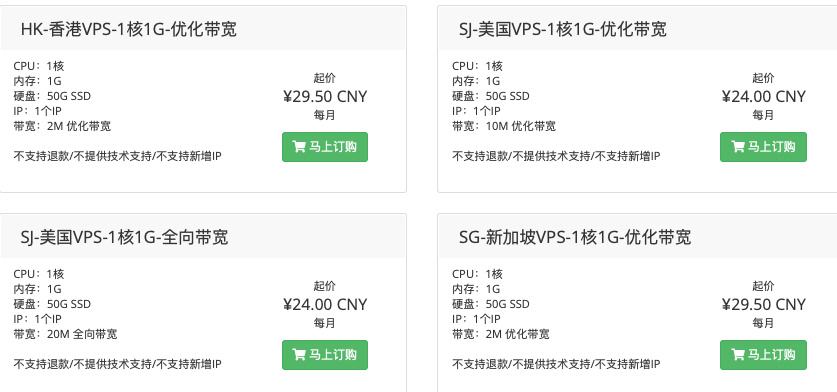 HK-香港VPS-1核1G-优化带宽
CPU：1核
内存：1G
硬盘：50G SSD
IP：1个IP
带宽：2M 优化带宽
不支持退款/不提供技术支持/不支持新增IP
起价
¥29.50 CNY
每月
马上订购
SJ-美国VPS-1核1G-优化带宽
CPU：1核
内存：1G
硬盘：50G SSD
IP：1个IP
带宽：10M 优化带宽
不支持退款/不提供技术支持/不支持新增IP
起价
¥24.00 CNY
每月
马上订购
SJ-美国VPS-1核1G-全向带宽
CPU：1核
内存：1G
硬盘：50G SSD
IP：1个IP
带宽：20M 全向带宽
不支持退款/不提供技术支持/不支持新增IP
起价
¥24.00 CNY
每月
马上订购
SG-新加坡VPS-1核1G-优化带宽
CPU：1核
内存：1G
硬盘：50G SSD
IP：1个IP
带宽：2M 优化带宽
不支持退款/不提供技术支持/不支持新增IP
起价
¥29.50 CNY
每月
马上订购